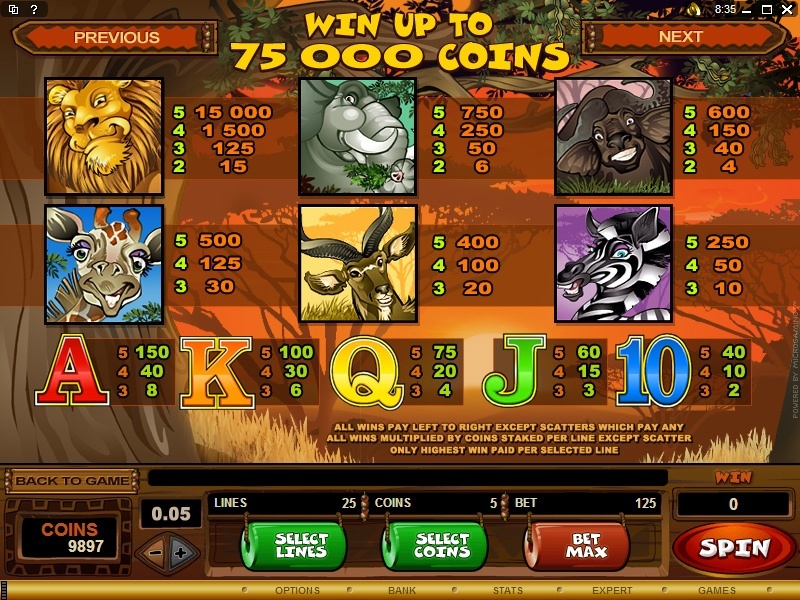 ?
8:35
PREVIOUS
WIN UP TO
75 000 COINS
NEXT
5 15 000
4 1 500
3 125
2 15
5 750
4 250
3 50
2 6
5 600
4 150
3 40
2 4
5 500
4 125
3 30
5 400
4 100
3 20
5 250
4 50
3 10
A
5 150
4 40
3 8
K
5 100
4 30
3 6
Q
5 75
4 20
3 4
J
5 60
4 15
3 3
10
5 40
4 10
3 2
POWERED BY MICROGAMING
ALL WINS PAY LEFT TO RIGHT EXCEPT SCATTERS WHICH PAY ANY
ALL WINS MULTIPLIED BY COINS STAKED PER LINE EXCEPT SCATTER
ONLY HIGHEST WIN PAID PER SELECTED LINE
BACK TO GAME
WIN
0
COINS
9897
0.05
- +
LINES 25
COINS 5
BET 125
SELECT
LINES
SELECT
COINS
BET
MAX
SPIN
OPTIONS BANK STATS EXPERT GAMES